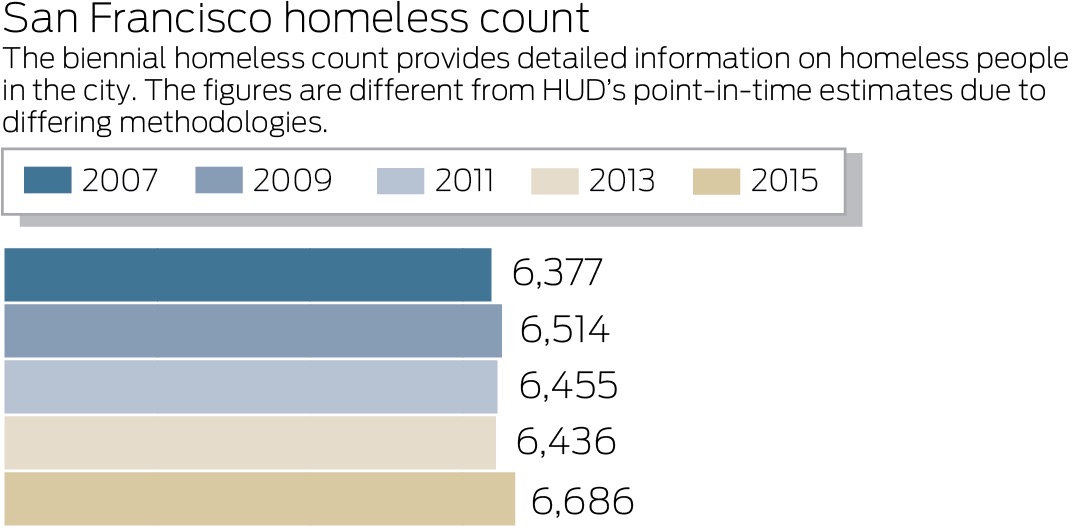 San Francisco homeless count
The biennial homeless count provides detailed information on homeless people
in the city. The figures are different from HUD’s point-in-time estimates due to
differing methodologies.
2007 2009 2011 2013 2015
6,377
6,514
6,455
6,436
6,686